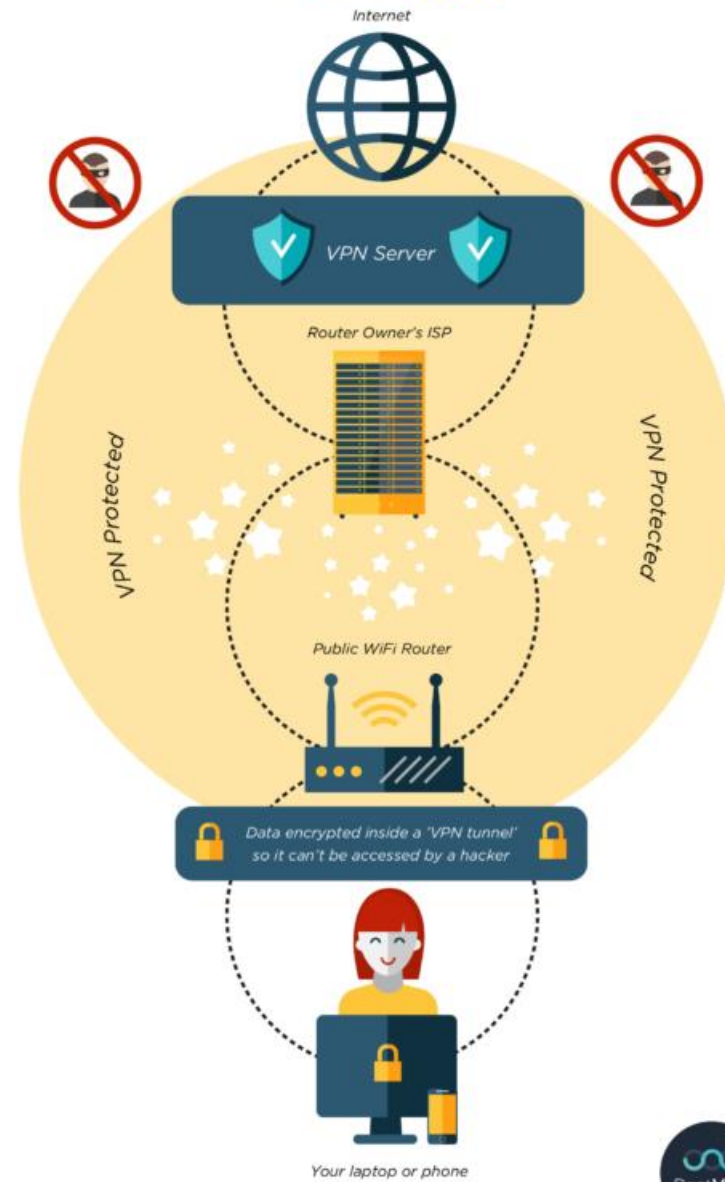 Internet
VPN Server
Router Owner's ISP
VPN Protected
VPN Protected
Public WiFi Router
Data encrypted inside a 'VPN tunnel'
so it can't be accessed by a hacker
Your laptop or phone